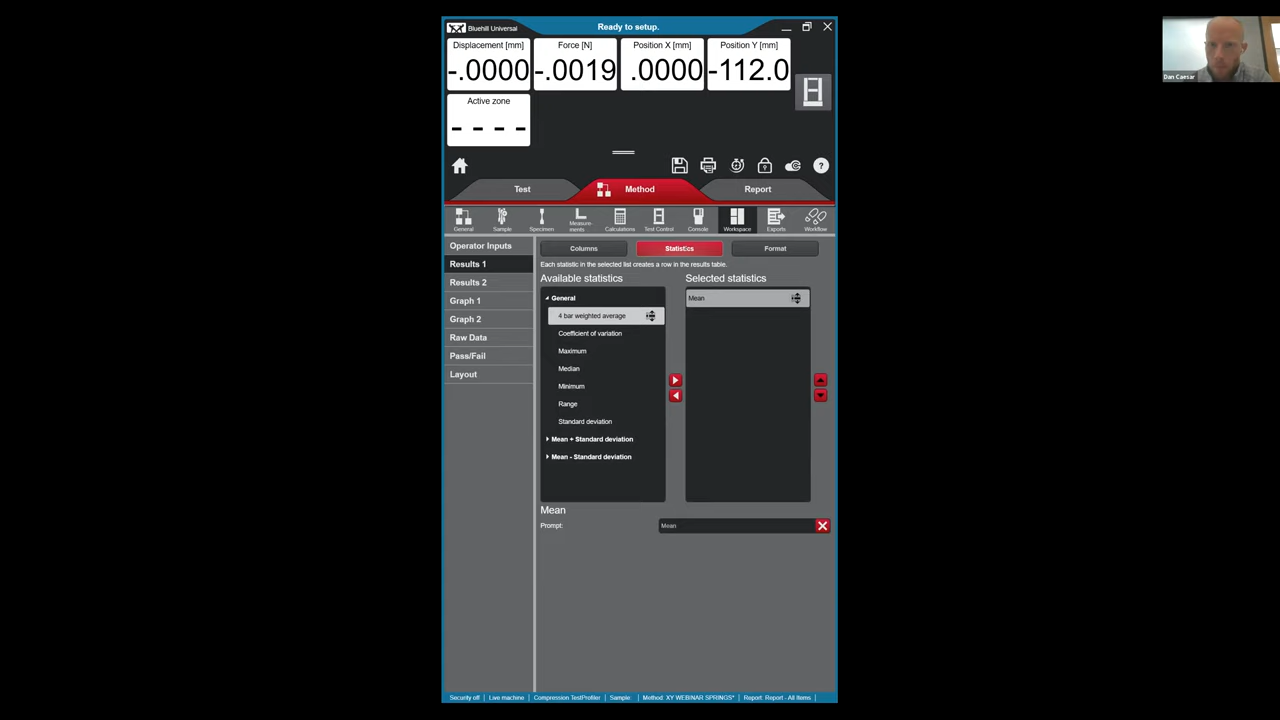 Bluehill Universal
Ready to setup.
Displacement [mm]
-.0000
Force [N]
-.0019
Position X [mm]
.0000
Position Y [mm]
-112.0
Active zone
- - - -
Test
Method
Report
General
Sample
Specimen
Measure
ments
Calculations
Test Control
Console
Workspace
Exports
Workflow
Operator Inputs
Results 1
Results 2
Graph 1
Graph 2
Raw Data
Pass/Fail
Layout
Columns
Statistics
Format
Each statistic in the selected list creates a row in the results table.
Available statistics
General
4 bar weighted average
Coefficient of variation
Maximum
Median
Minimum
Range
Standard deviation
Mean + Standard deviation
Mean - Standard deviation
Selected statistics
Mean
Mean
Prompt:
Mean
Security off
Live machine
Compression TestProfiler
Sample:
Method: XY WEBINAR SPRINGS*
Report: Report - All Items
Dan Caesar